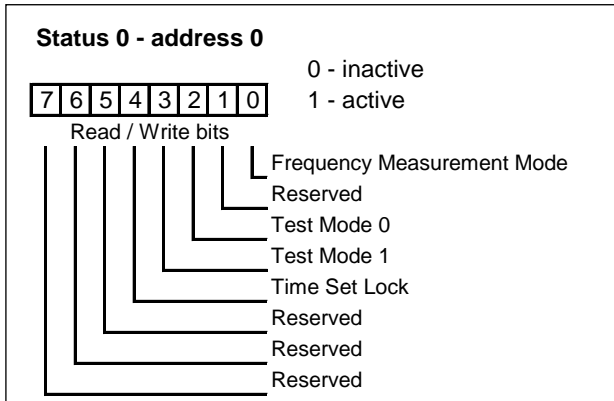 Status 0 - address 0
0 - inactive
1 - active
7 6 5 4 3 2 1 0
Read / Write bits
Frequency Measurement Mode
Reserved
Test Mode 0
Test Mode 1
Time Set Lock
Reserved
Reserved
Reserved